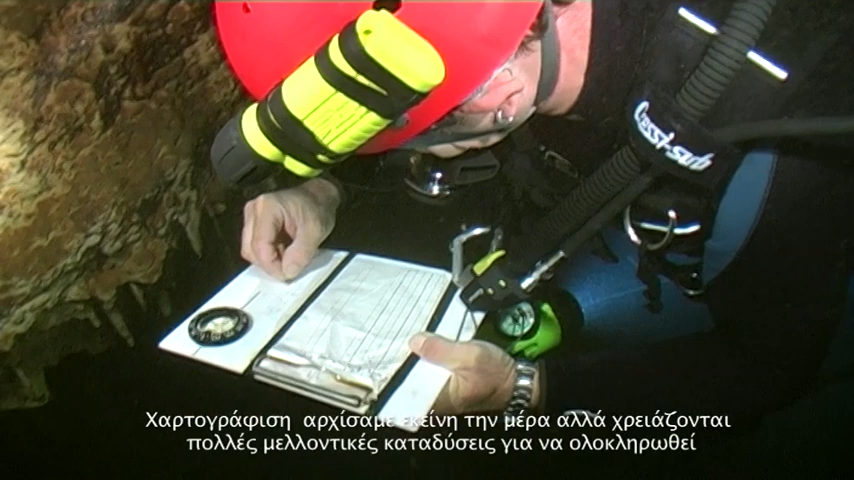 Cressi-sub
Χαρτογράφιση αρχίσαμε εκείνη την μέρα αλλά χρειάζονται
πολλές μελλοντικές καταδύσεις για να ολοκληρωθεί